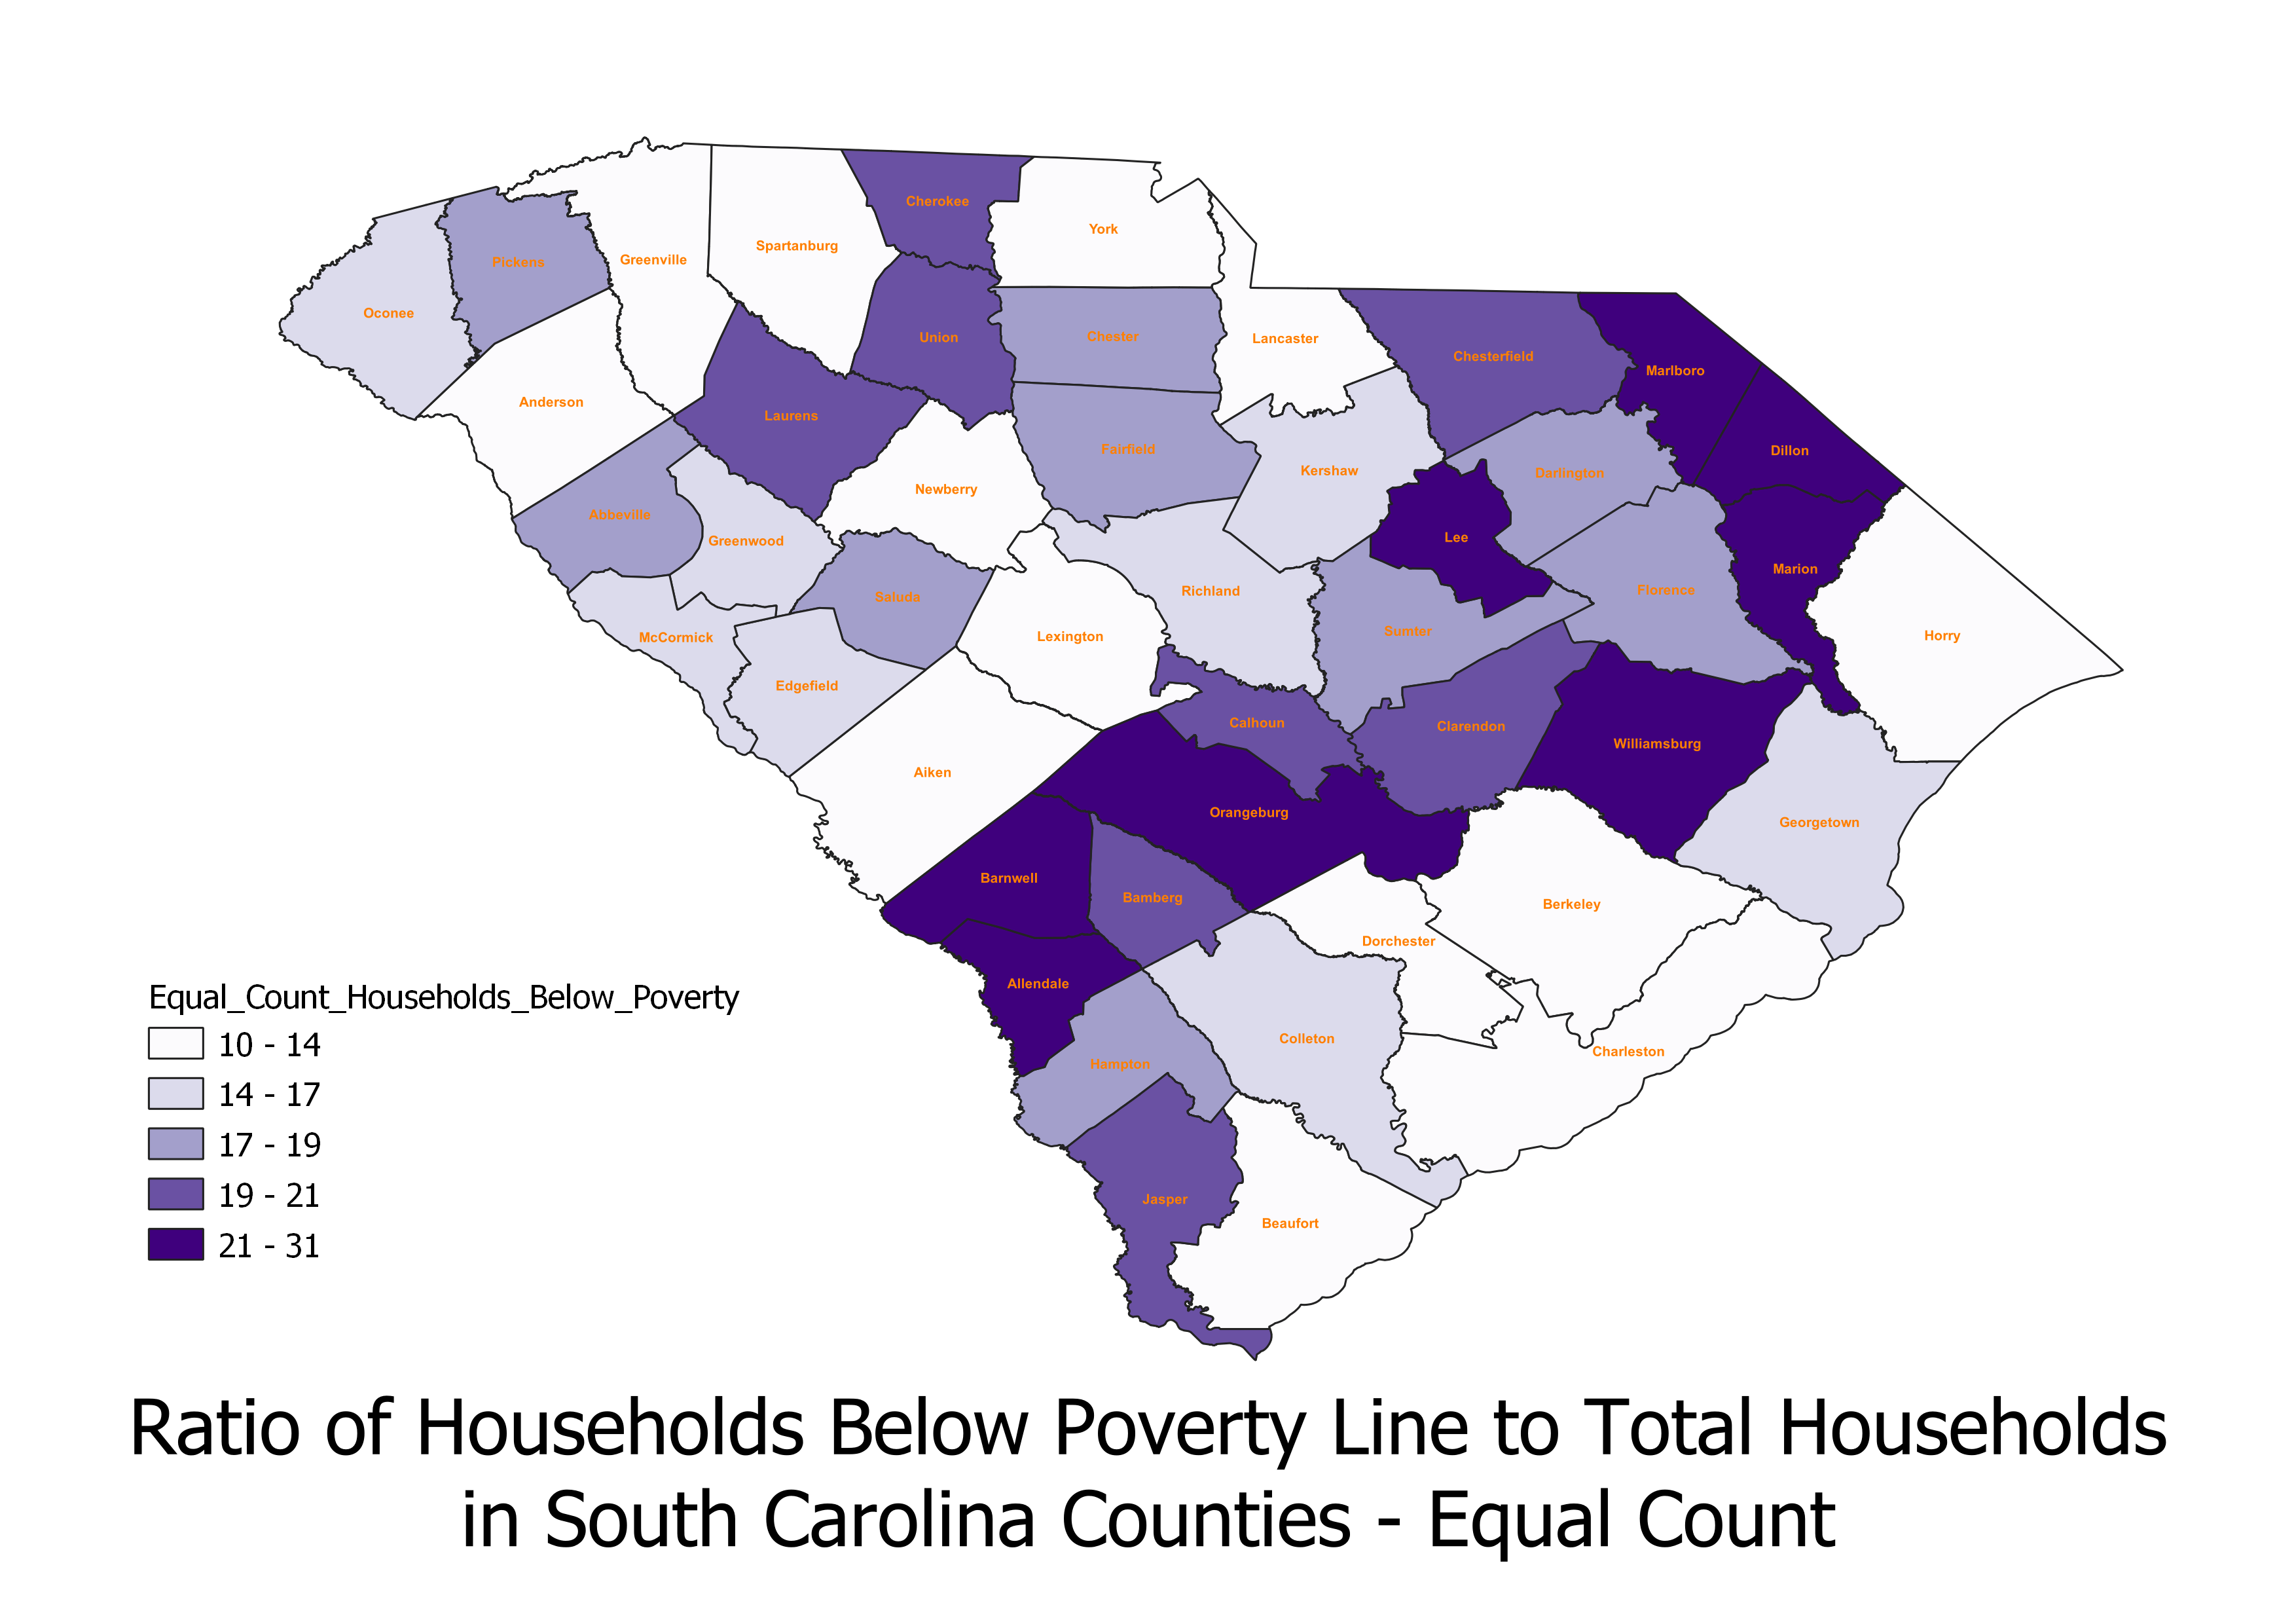 Cherokee
York
Spartanburg
Greenville
Pickens
Oconee
Union
Chester
Lancaster
Chesterfield
Marlboro
Anderson
Laurens
Fairfield
Dillon
Kershaw
Darlington
Newberry
Abbeville
Greenwood
Lee
Marion
Richland
Florence
Saluda
Sumter
Horry
Lexington
McCormick
Edgefield
Calhoun
Clarendon
Williamsburg
Aiken
Orangeburg
Georgetown
Barnwell
Bamberg
Berkeley
Dorchester
Allendale
Colleton
Charleston
Hampton
Jasper
Beaufort
Equal_Count_Households_Below_Poverty
10 - 14
14 - 17
17 - 19
19 - 21
21 - 31
Ratio of Households Below Poverty Line to Total Households
in South Carolina Counties - Equal Count